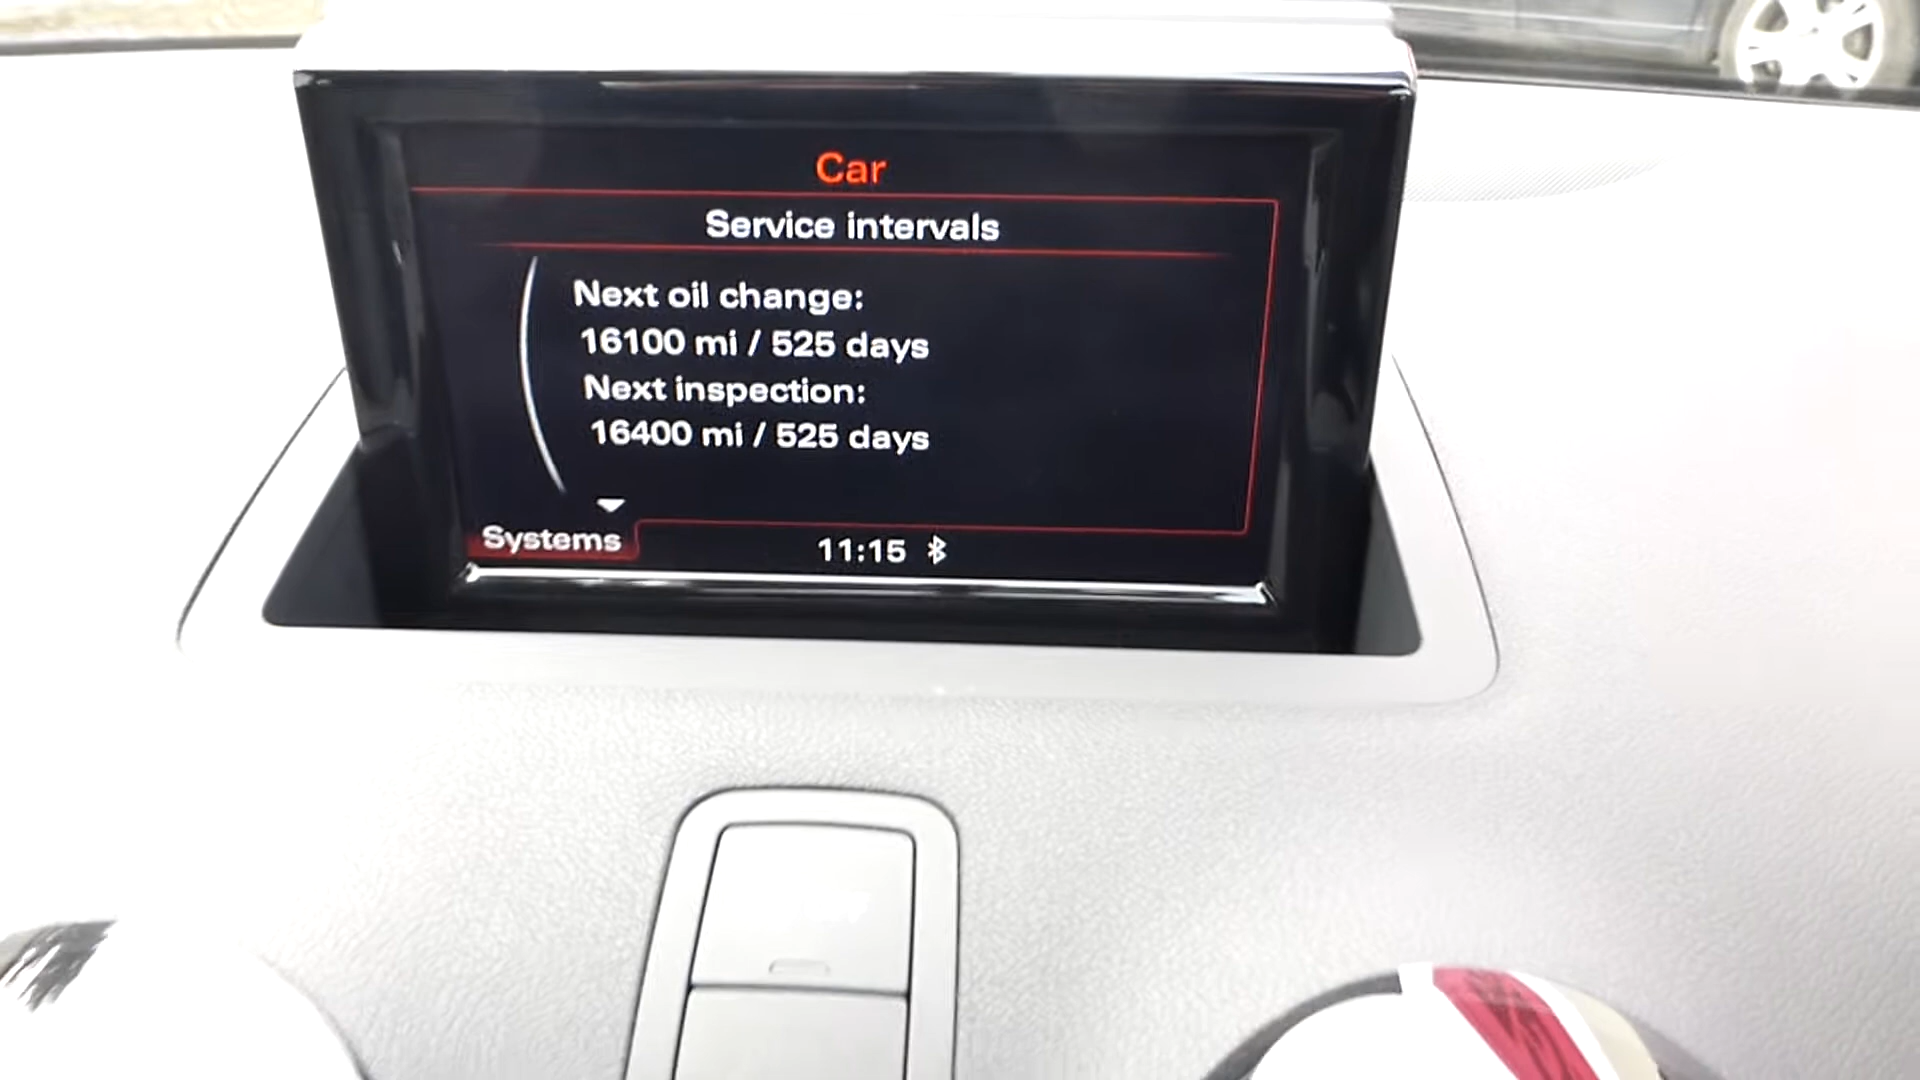 Car
Service intervals
Next oil change:
16100 mi / 525 days
Next inspection:
16400 mi / 525 days
Systems
11:15